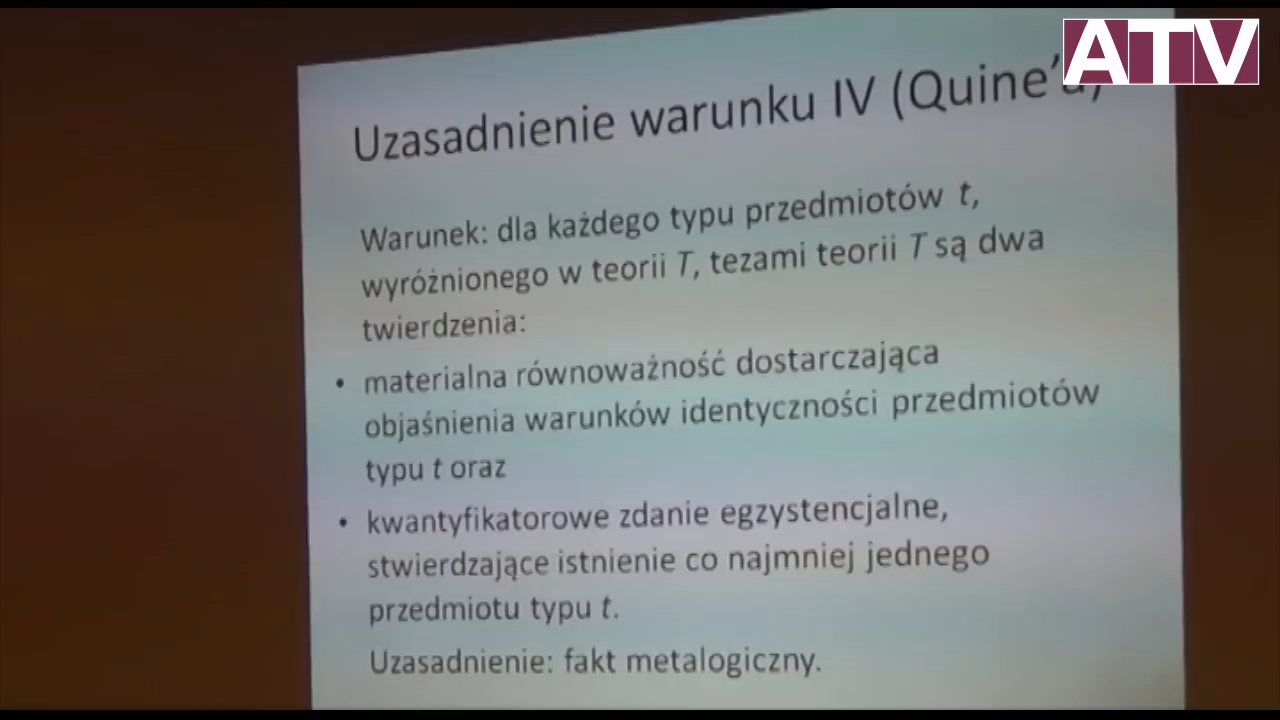 ATV
Uzasadnienie warunku IV (Quine'a)
Warunek: dla każdego typu przedmiotów t,
wyróżnionego w teorii T, tezami teorii T są dwa
twierdzenia:
• materialna równoważność dostarczająca
objaśnienia warunków identyczności przedmiotów
typu t oraz
• kwantyfikatorowe zdanie egzystencjalne,
stwierdzające istnienie co najmniej jednego
przedmiotu typu t.
Uzasadnienie: fakt metalogiczny.